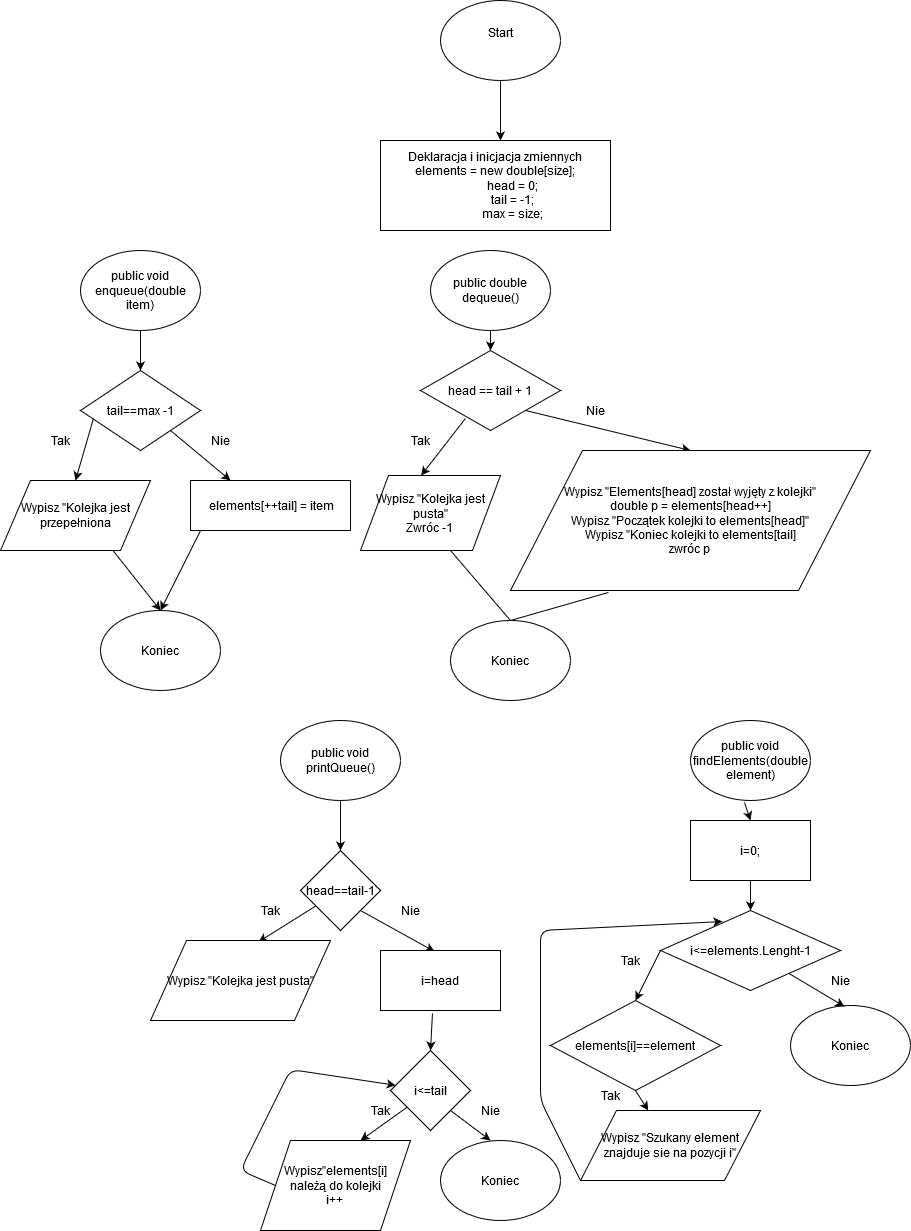 Start
Deklaracja i inicjacja zmiennych
elements = new double[size];
head = 0;
tail = -1;
max = size;
public void
enqueue(double
item)
tail==max -1
Tak
Nie
Wypisz "Kolejka jest
przepełniona
elements[++tail] = item
Koniec
public double
dequeue()
head == tail + 1
Tak
Nie
Wypisz "Kolejka jest
pusta"
Zwróc -1
Wypisz "Elements[head] został wyjęty z kolejki"
double p = elements[head++]
Wypisz "Początek kolejki to elements[head]"
Wypisz "Koniec kolejki to elements[tail]
zwróc p
Koniec
public void
printQueue()
head==tail-1
Tak
Nie
Wypisz "Kolejka jest pusta"
i=head
i<=tail
Tak
Nie
Wypisz"elements[i]
należą do kolejki
i++
Koniec
public void
findElements(double
element)
i=0;
i<=elements.Lenght-1
Tak
Nie
elements[i]==element
Koniec
Tak
Wypisz "Szukany element
znajduje sie na pozycji i"